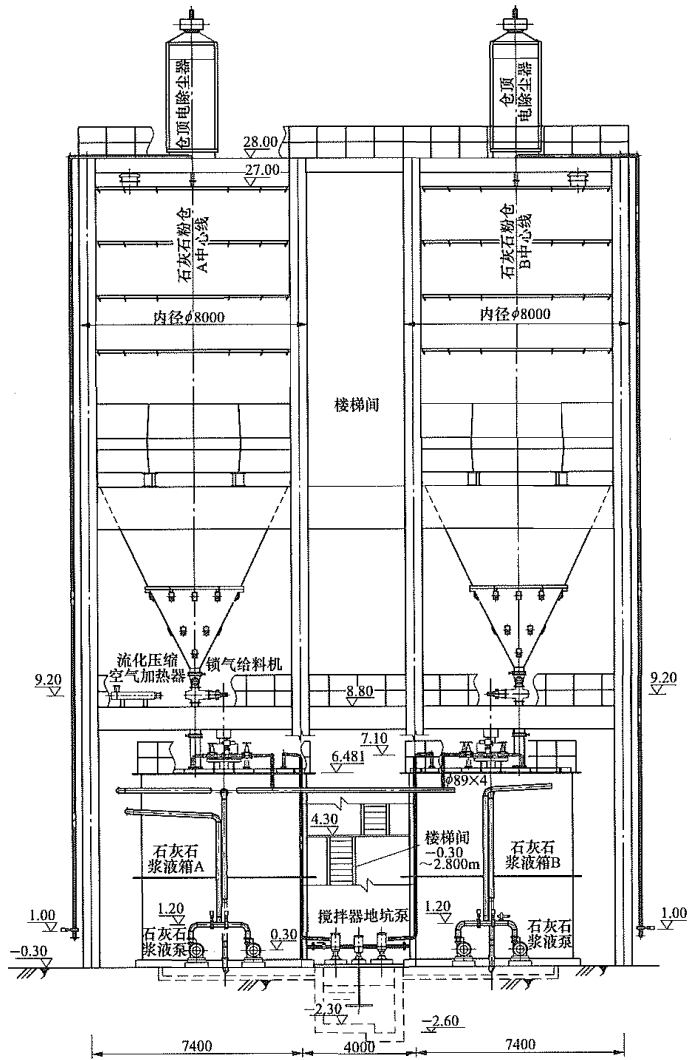 仓顶电除尘器
仓顶
电除尘器
28.00
27.00
石灰石粉仓
A中心线
石灰石粉仓
B中心线
内径ϕ8000
内径ϕ8000
楼梯间
流化压缩
空气加热器
锁气给料机
9.20
8.80
9.20
7.10
6.481
ϕ89×4
4.30
楼梯间
-0.30
~2.800m
石灰石
浆液箱A
石灰石
浆液箱B
搅拌器地坑泵
1.20
1.20
1.00
1.00
石灰石
浆液泵
石灰石
浆液泵
0.30
-0.30
-2.30
-2.60
7400
4000
7400